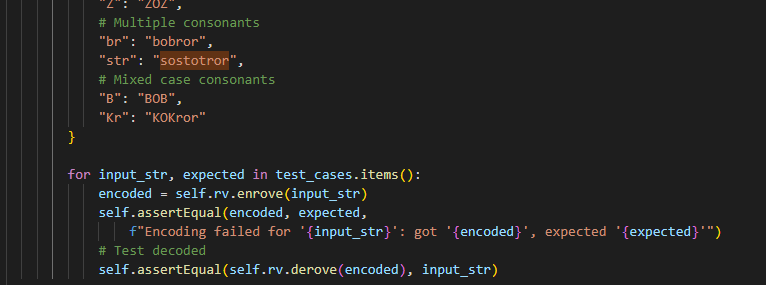 "Z": "ZOZ",
# Multiple consonants
"br": "bobror",
"str": "sostotror",
# Mixed case consonants
"B": "BOB",
"Kr": "KOKror"
}
for input_str, expected in test_cases.items():
encoded = self.rv.enrove(input_str)
self.assertEqual(encoded, expected,
f"Encoding failed for '{input_str}': got '{encoded}', expected '{expected}'")
# Test decoded
self.assertEqual(self.rv.derove(encoded), input_str)